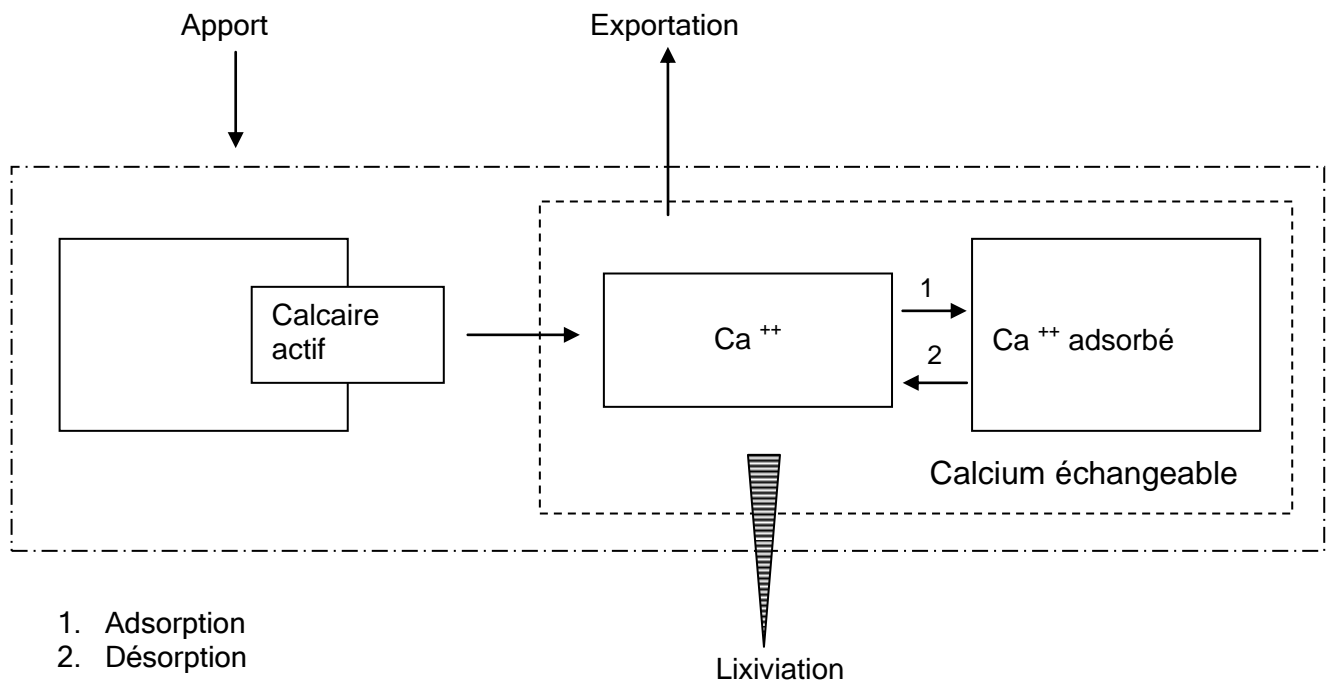 Apport
Exportation
Calcaire
actif
Ca ++
1
2
Ca ++ adsorbé
Calcium échangeable
1. Adsorption
2. Désorption
Lixiviation